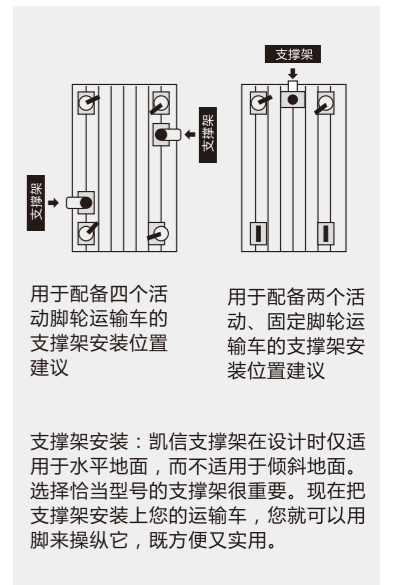 支撑架
支撑架
支撑架
用于配备四个活
动脚轮运输车的
支撑架安装位置
建议
用于配备两个活
动、固定脚轮运
输车的支撑架安
装位置建议
支撑架安装：凯信支撑架在设计时仅适
用于水平地面，而不适用于倾斜地面。
选择恰当型号的支撑架很重要。现在把
支撑架安装上您的运输车，您就可以用
脚来操纵它，既方便又实用。